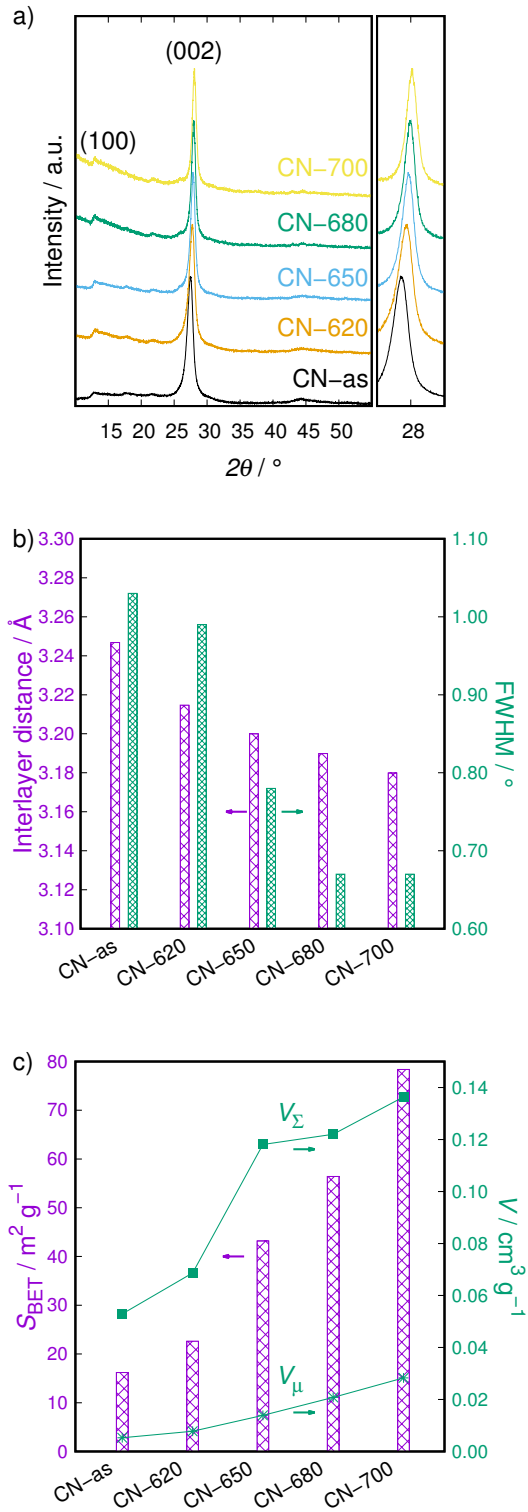 a)
(002)
(100)
CN−700
CN−680
CN−650
CN−620
CN−as
Intensity / a.u.
15 20 25 30 35 40 45 50 28
2θ / °
b)
Interlayer distance / Å
3.30
3.28
3.26
3.24
3.22
3.20
3.18
3.16
3.14
3.12
3.10
1.10
1.00
0.90
0.80
0.70
0.60
FWHM / °
CN−as CN−620 CN−650 CN−680 CN−700
c)
S_BET / m² g⁻¹
80
70
60
50
40
30
20
10
0
V_Σ
V_μ
0.14
0.12
0.10
0.08
0.06
0.04
0.02
0.00
V / cm³ g⁻¹
CN−as CN−620 CN−650 CN−680 CN−700